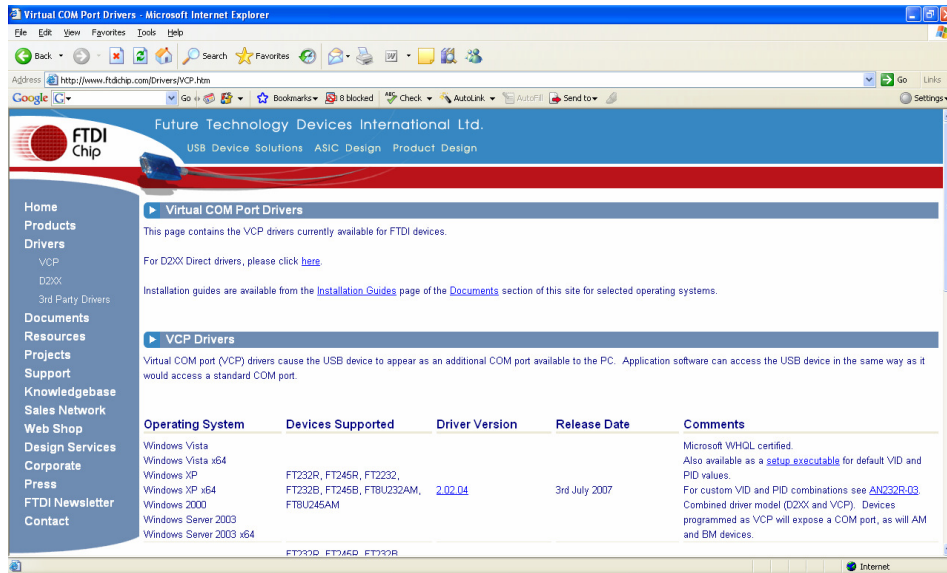 Virtual COM Port Drivers - Microsoft Internet Explorer
File Edit View Favorites Tools Help
Back Search Favorites
Address http://www.ftdichip.com/Drivers/VCP.htm Go Links
Google Go Bookmarks 8 blocked Check AutoLink AutoFill Send to Settings
FTDI
Chip
Future Technology Devices International Ltd.
USB Device Solutions ASIC Design Product Design
Home
Products
Drivers
VCP
D2XX
3rd Party Drivers
Documents
Resources
Projects
Support
Knowledgebase
Sales Network
Web Shop
Design Services
Corporate
Press
FTDI Newsletter
Contact
Virtual COM Port Drivers
This page contains the VCP drivers currently available for FTDI devices.
For D2XX Direct drivers, please click here.
Installation guides are available from the Installation Guides page of the Documents section of this site for selected operating systems.
VCP Drivers
Virtual COM port (VCP) drivers cause the USB device to appear as an additional COM port available to the PC. Application software can access the USB device in the same way as it
would access a standard COM port.
Operating System Devices Supported Driver Version Release Date Comments
Windows Vista
Windows Vista x64
Windows XP
Windows XP x64
Windows 2000
Windows Server 2003
Windows Server 2003 x64
FT232R, FT245R, FT2232,
FT232B, FT245B, FT8U232AM,
FT8U245AM
2.02.04
3rd July 2007
Microsoft WHQL certified.
Also available as a setup executable for default VID and
PID values.
For custom VID and PID combinations see AN232R-03.
Combined driver model (D2XX and VCP). Devices
programmed as VCP will expose a COM port, as will AM
and BM devices.
FT232R, FT245R, FT232B
Internet